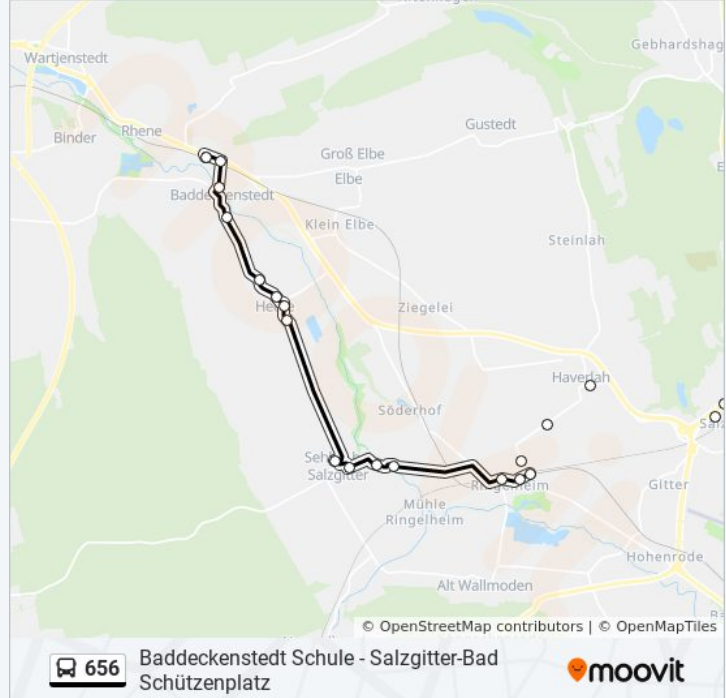 Wartjenstedt
Gebhardshag
Gustedt
Rhene
Binder
Groß Elbe
Elbe
Baddeckenstedt
Klein Elbe
Steinlah
Ziegelei
Haverlah
Söderhof
Salz
Salzgitter
Ringelheim
Gitter
Mühle
Ringelheim
Hohenrode
Alt Wallmoden
© OpenStreetMap contributors | © OpenMapTiles
656
Baddeckenstedt Schule - Salzgitter-Bad
Schützenplatz
moovit